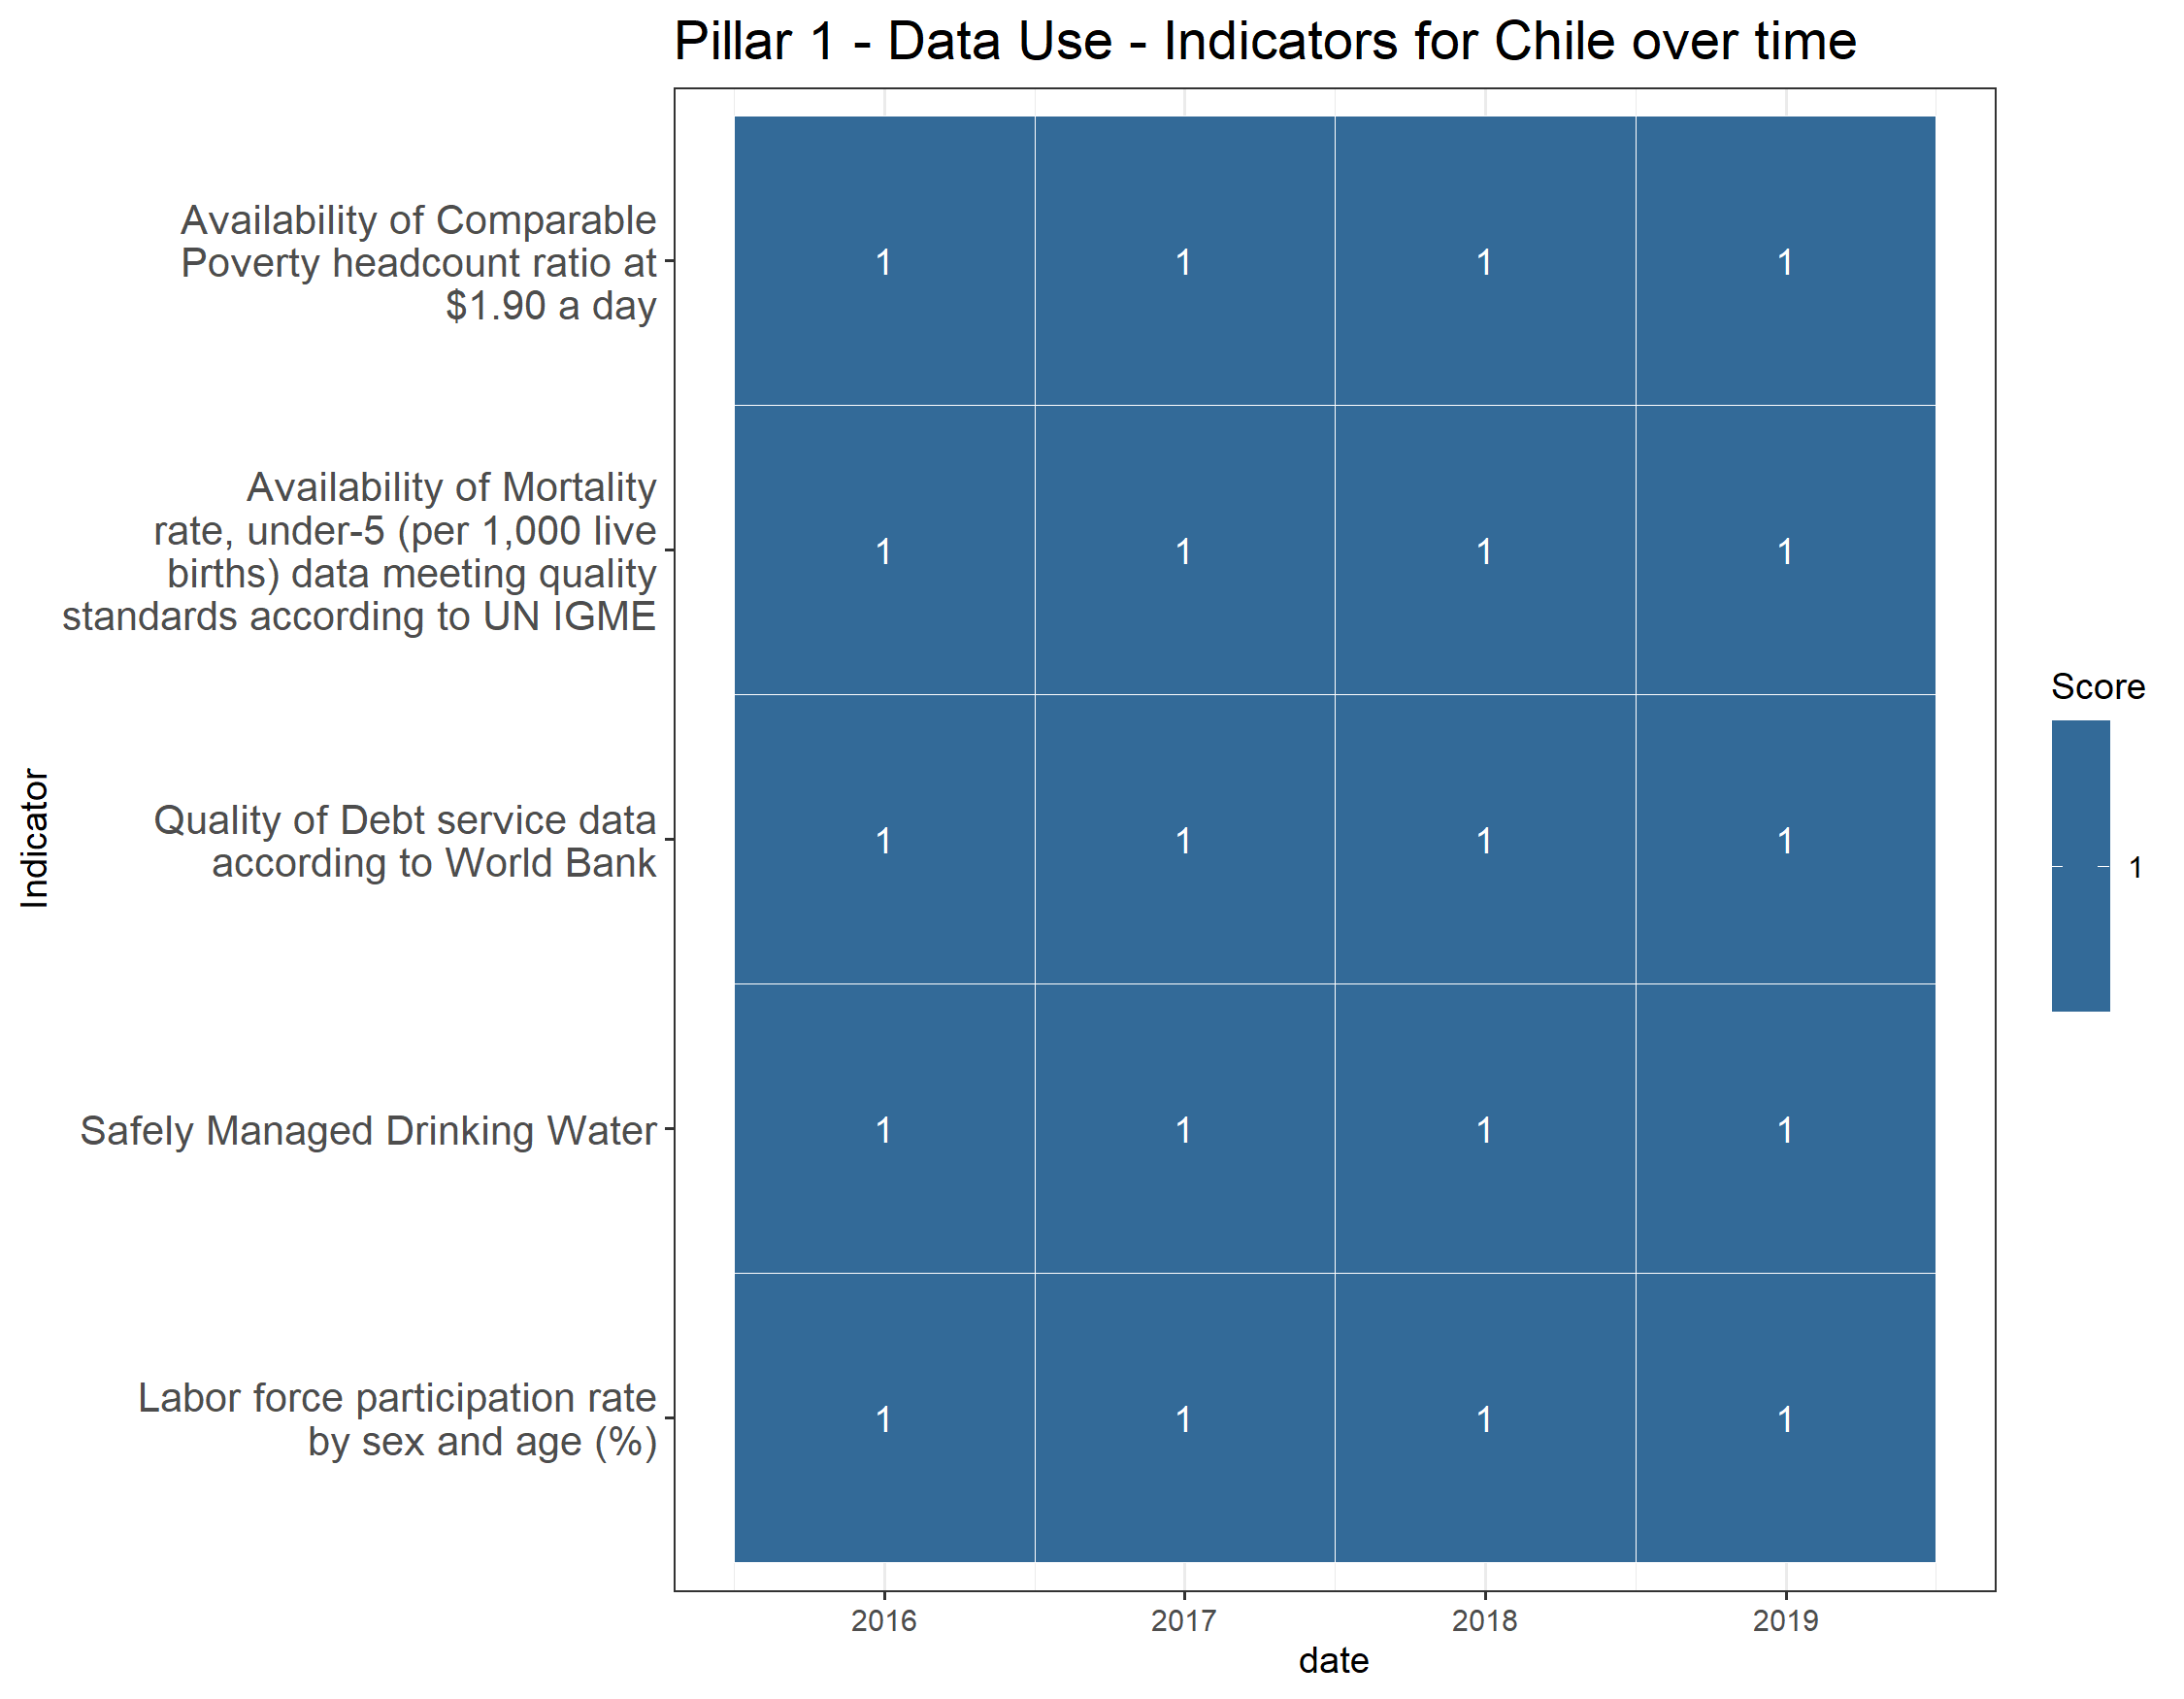 Pillar 1 - Data Use - Indicators for Chile over time
Indicator
Availability of Comparable
Poverty headcount ratio at
$1.90 a day
1 1 1 1
Availability of Mortality
rate, under-5 (per 1,000 live
births) data meeting quality
standards according to UN IGME
1 1 1 1
Quality of Debt service data
according to World Bank
1 1 1 1
Safely Managed Drinking Water
1 1 1 1
Labor force participation rate
by sex and age (%)
1 1 1 1
2016 2017 2018 2019
date
Score
1